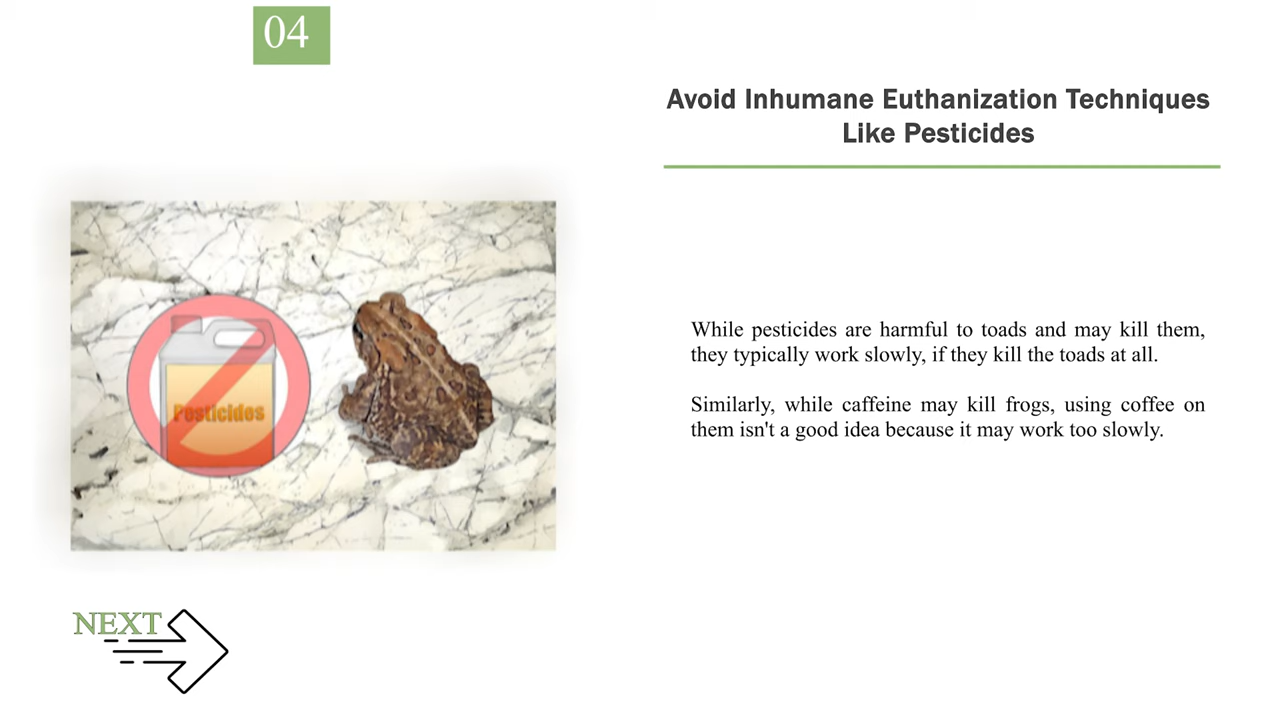 04
Avoid Inhumane Euthanization Techniques
Like Pesticides
Pesticides
While pesticides are harmful to toads and may kill them,
they typically work slowly, if they kill the toads at all.
Similarly, while caffeine may kill frogs, using coffee on
them isn't a good idea because it may work too slowly.
NEXT